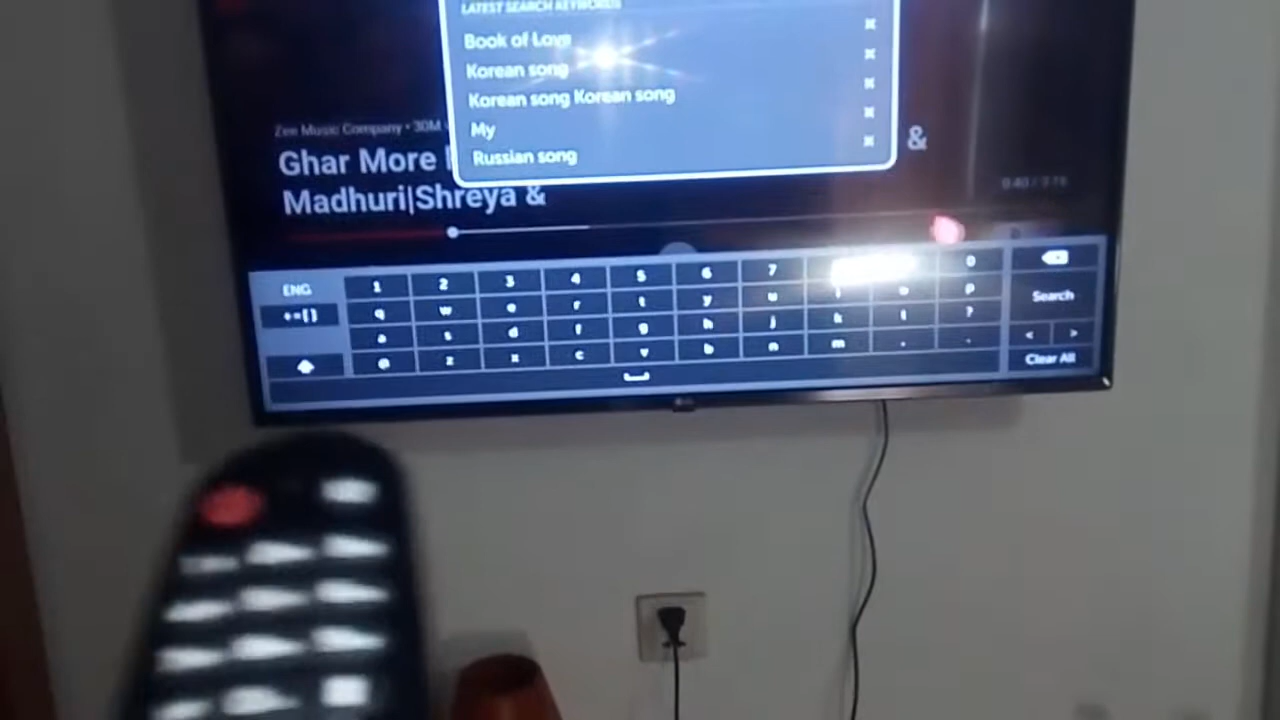 LATEST SEARCH KEYWORDS
Book of Love
Korean song
Korean song Korean song
My
Russian song
Zee Music Company • 30M
Ghar More
&
Madhuri|Shreya &
ENG
1 2 3 4 5 6 7 0
q w e r t y u i o p
a s d f g h j k l ?
@ z x c v b n m , .
Search
< >
Clear All
LG